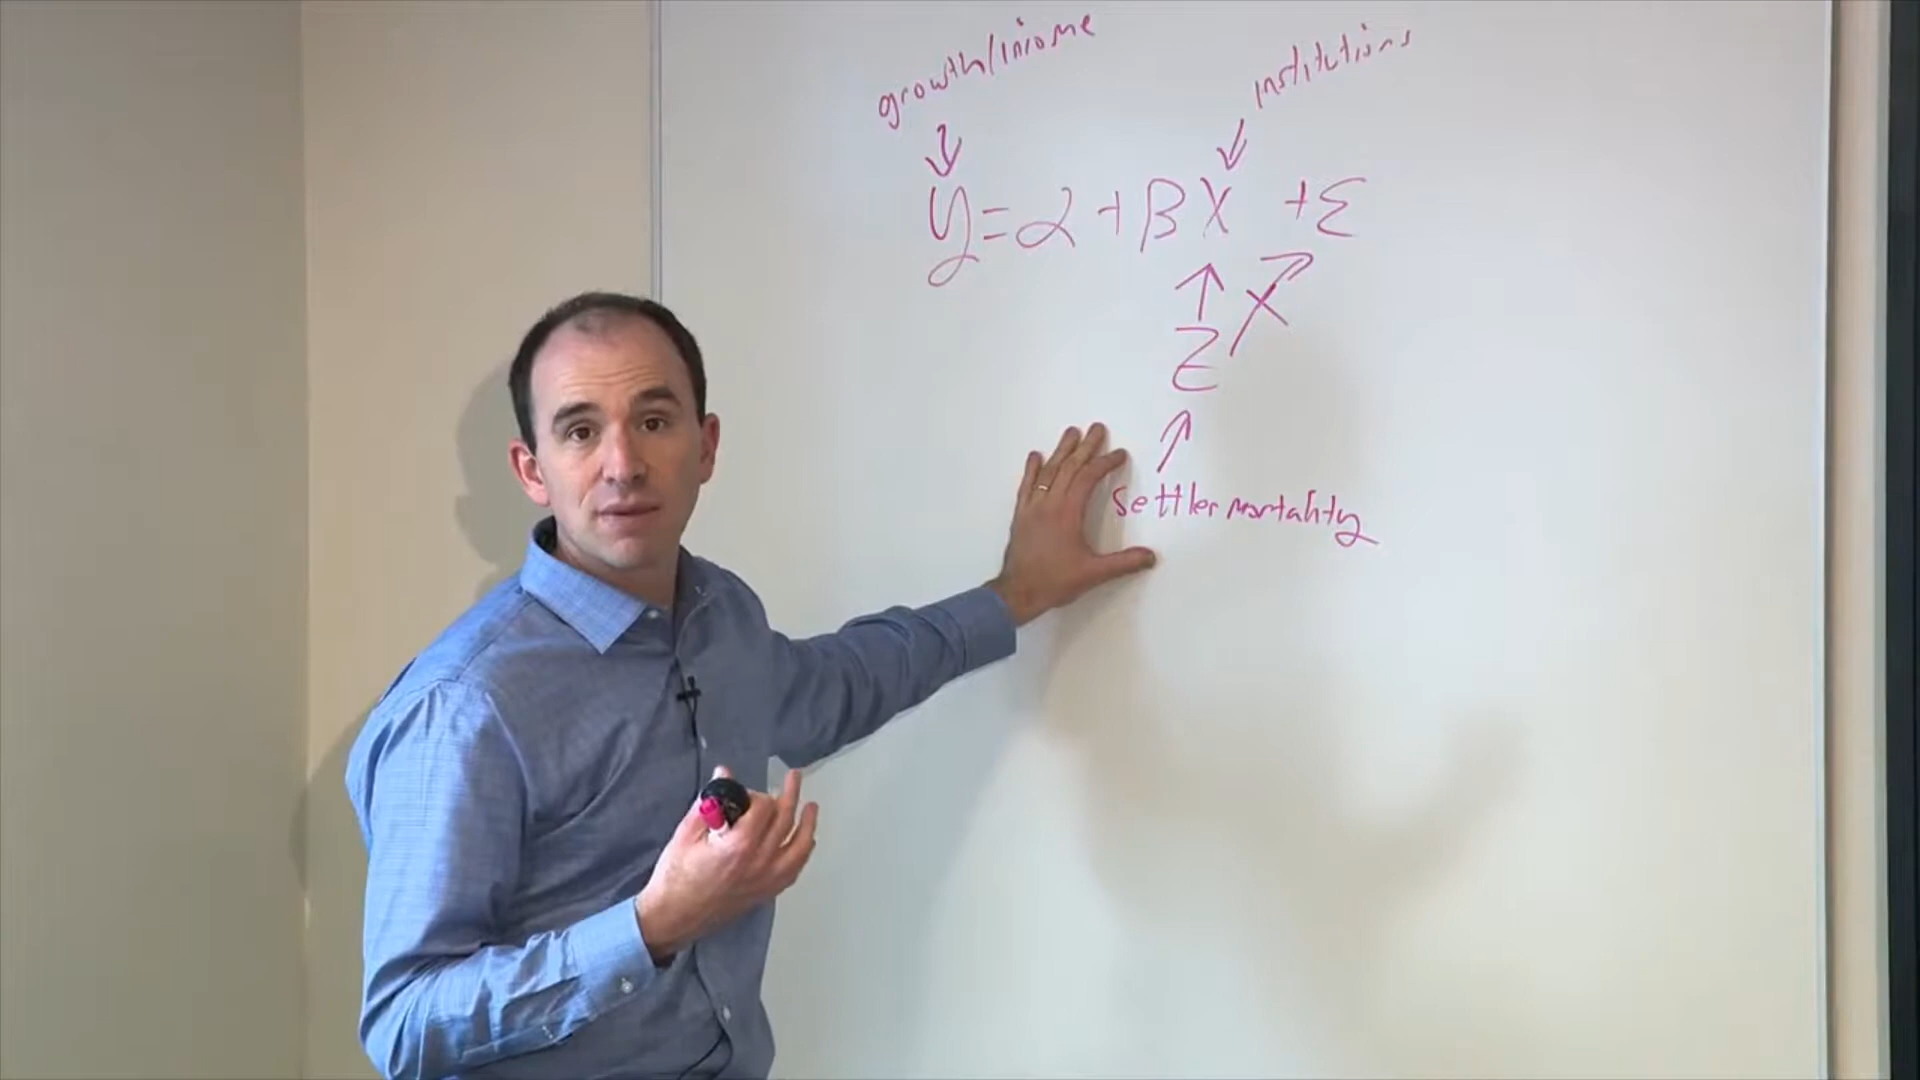 growth/income
institutions
y = α + βX + ε
Z
settler mortality